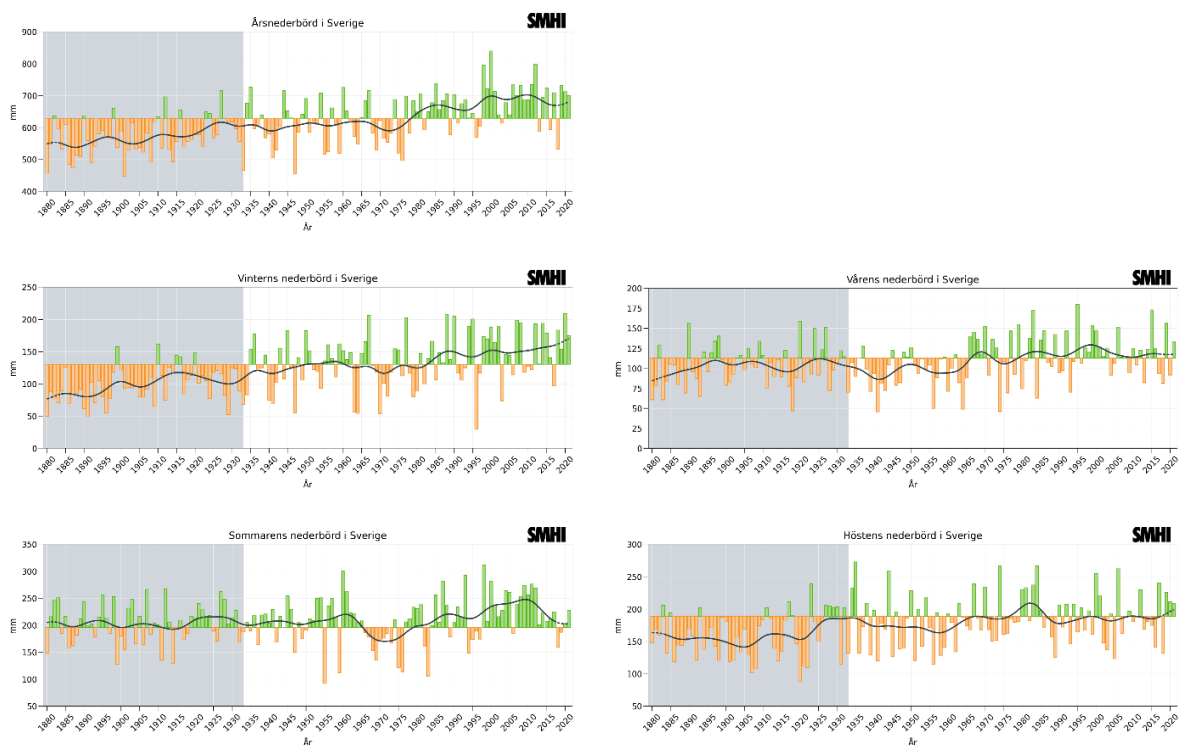 Årsnederbörd i Sverige
SMHI
900
800
700
600
500
400
mm
1880 1885 1890 1895 1900 1905 1910 1915 1920 1925 1930 1935 1940 1945 1950 1955 1960 1965 1970 1975 1980 1985 1990 1995 2000 2005 2010 2015 2020
År
Vinterns nederbörd i Sverige
SMHI
250
200
150
100
50
0
mm
1880 1885 1890 1895 1900 1905 1910 1915 1920 1925 1930 1935 1940 1945 1950 1955 1960 1965 1970 1975 1980 1985 1990 1995 2000 2005 2010 2015 2020
År
Vårens nederbörd i Sverige
SMHI
200
175
150
125
100
75
50
25
0
mm
1880 1885 1890 1895 1900 1905 1910 1915 1920 1925 1930 1935 1940 1945 1950 1955 1960 1965 1970 1975 1980 1985 1990 1995 2000 2005 2010 2015 2020
År
Sommarens nederbörd i Sverige
SMHI
350
300
250
200
150
100
50
mm
1880 1885 1890 1895 1900 1905 1910 1915 1920 1925 1930 1935 1940 1945 1950 1955 1960 1965 1970 1975 1980 1985 1990 1995 2000 2005 2010 2015 2020
År
Höstens nederbörd i Sverige
SMHI
300
250
200
150
100
50
mm
1880 1885 1890 1895 1900 1905 1910 1915 1920 1925 1930 1935 1940 1945 1950 1955 1960 1965 1970 1975 1980 1985 1990 1995 2000 2005 2010 2015 2020
År